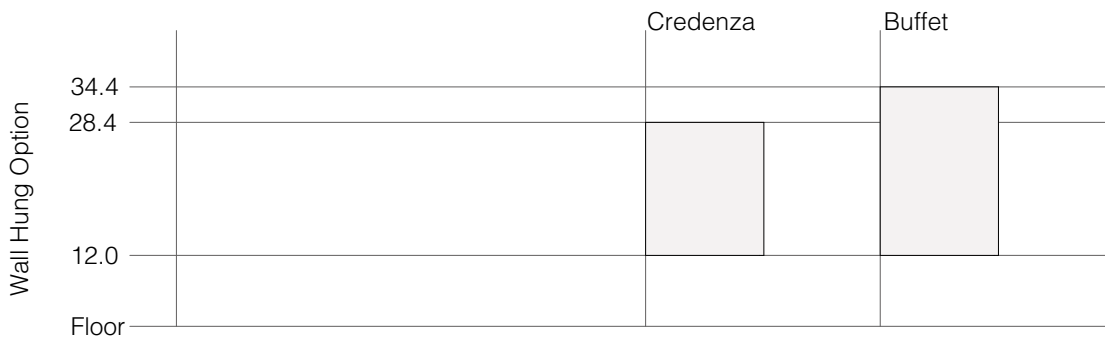 Credenza
Buffet
34.4
28.4
12.0
Floor
Wall Hung Option